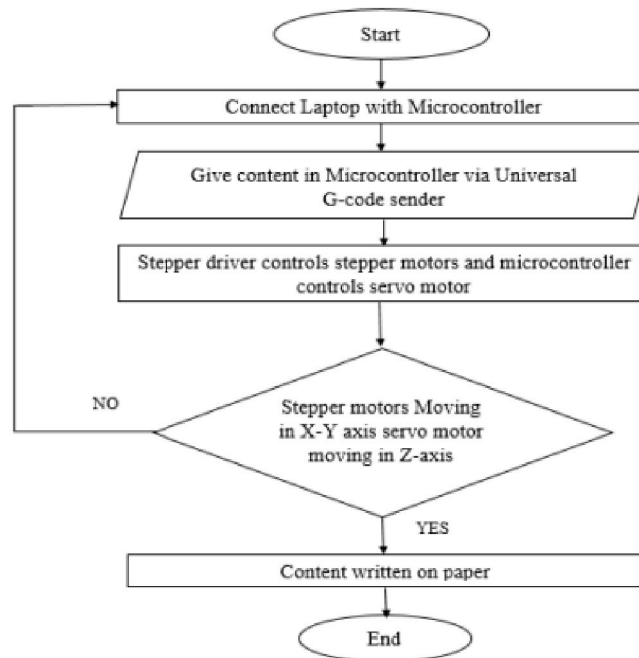 Start
Connect Laptop with Microcontroller
Give content in Microcontroller via Universal
G-code sender
Stepper driver controls stepper motors and microcontroller
controls servo motor
NO
Stepper motors Moving
in X-Y axis servo motor
moving in Z-axis
YES
Content written on paper
End